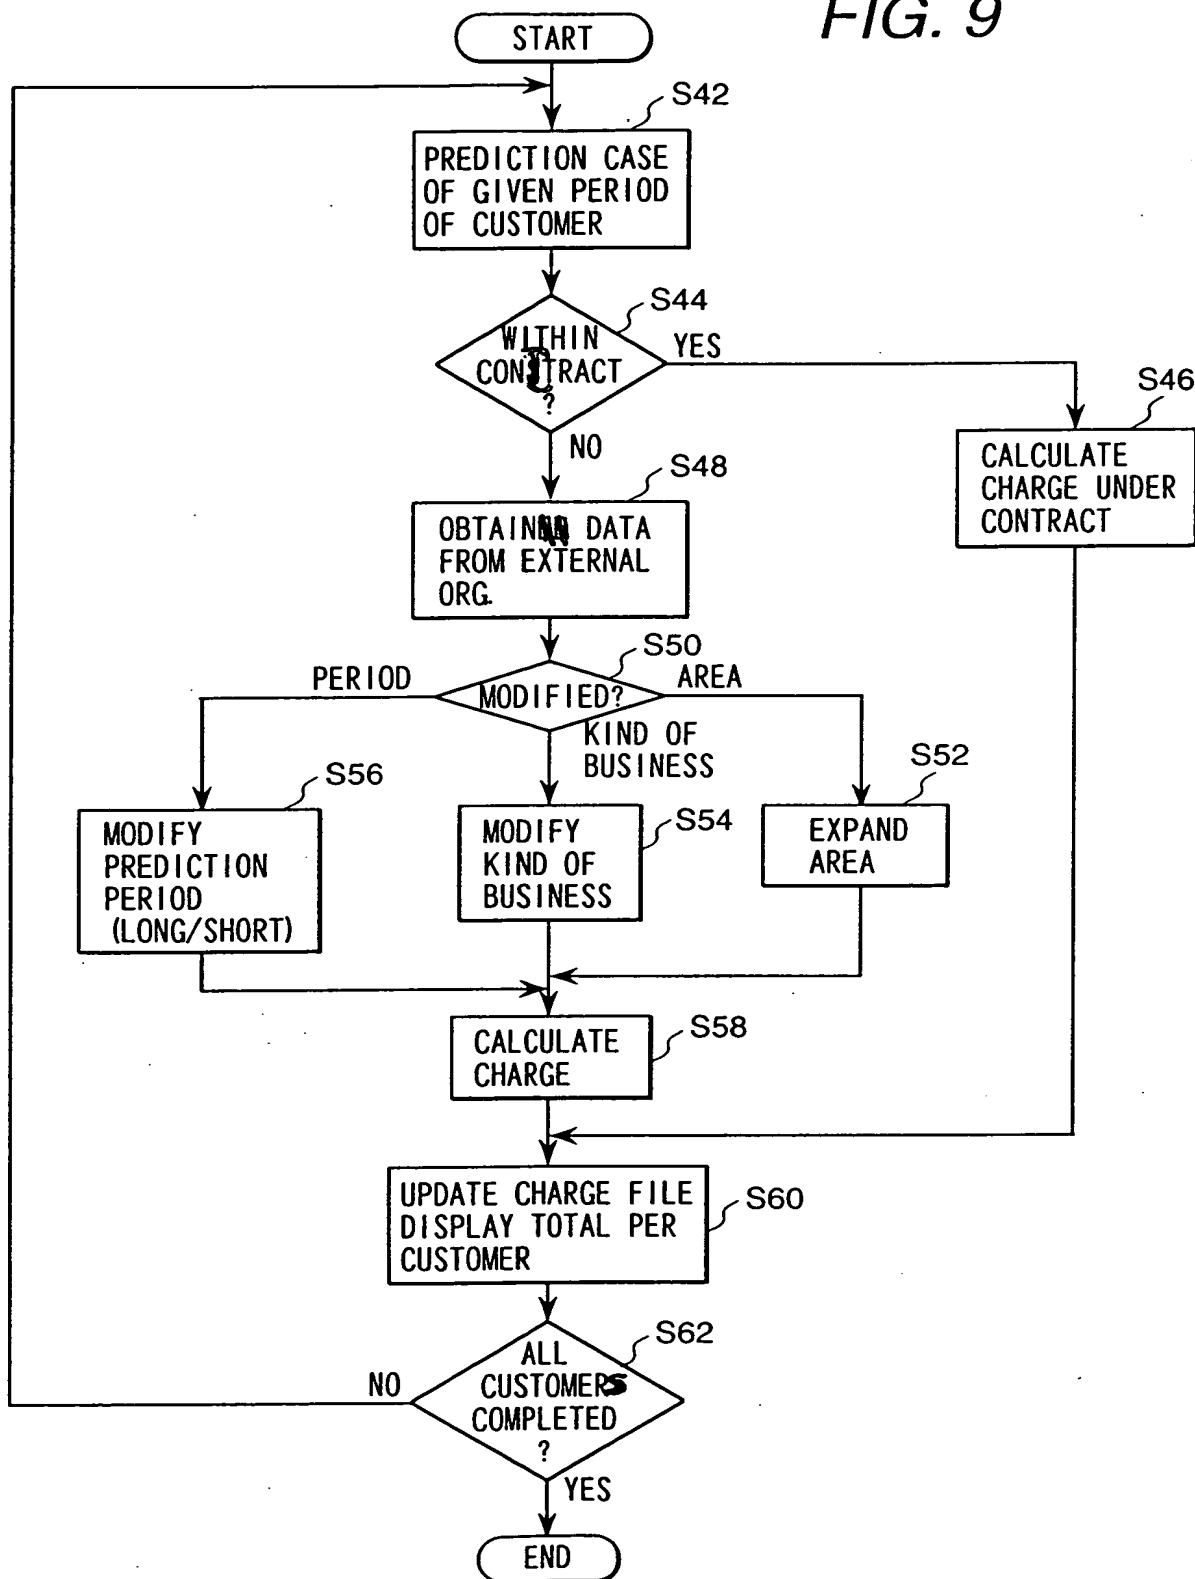 FIG. 9
START
S42
PREDICTION CASE
OF GIVEN PERIOD
OF CUSTOMER
S44
WITHIN
CONTRACT
?
YES
NO
S46
CALCULATE
CHARGE UNDER
CONTRACT
S48
OBTAIN DATA
FROM EXTERNAL
ORG.
S50
MODIFIED?
PERIOD
AREA
KIND OF
BUSINESS
S56
MODIFY
PREDICTION
PERIOD
(LONG/SHORT)
S54
MODIFY
KIND OF
BUSINESS
S52
EXPAND
AREA
S58
CALCULATE
CHARGE
S60
UPDATE CHARGE FILE
DISPLAY TOTAL PER
CUSTOMER
S62
ALL
CUSTOMERS
COMPLETED
?
NO
YES
END